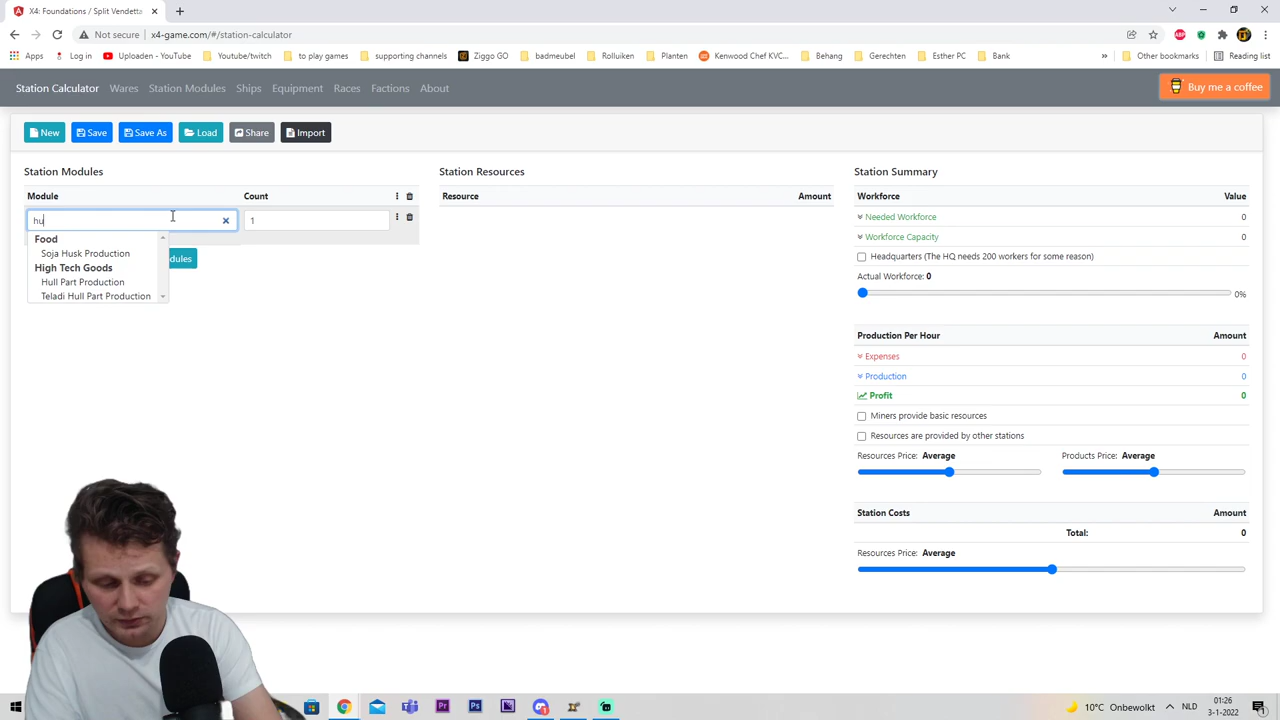 X4: Foundations / Split Vendetta
Not secure
x4-game.com/#/station-calculator
Apps
Log in
Uploaden - YouTube
Youtube/twitch
to play games
supporting channels
Ziggo GO
badmeubel
Rolluiken
Planten
Kenwood Chef KVC...
Behang
Gerechten
Esther PC
Bank
»
Other bookmarks
Reading list
Station Calculator
Wares
Station Modules
Ships
Equipment
Races
Factions
About
Buy me a coffee
New
Save
Save As
Load
Share
Import
Station Modules
Module
Count
hu
1
Food
Soja Husk Production
High Tech Goods
Hull Part Production
Teladi Hull Part Production
dules
Station Resources
Resource
Amount
Station Summary
Workforce
Value
Needed Workforce
0
Workforce Capacity
0
Headquarters (The HQ needs 200 workers for some reason)
Actual Workforce: 0
0%
Production Per Hour
Amount
Expenses
0
Production
0
Profit
0
Miners provide basic resources
Resources are provided by other stations
Resources Price: Average
Products Price: Average
Station Costs
Amount
Total:
0
Resources Price: Average
10°C Onbewolkt
NLD
01:26
3-1-2022